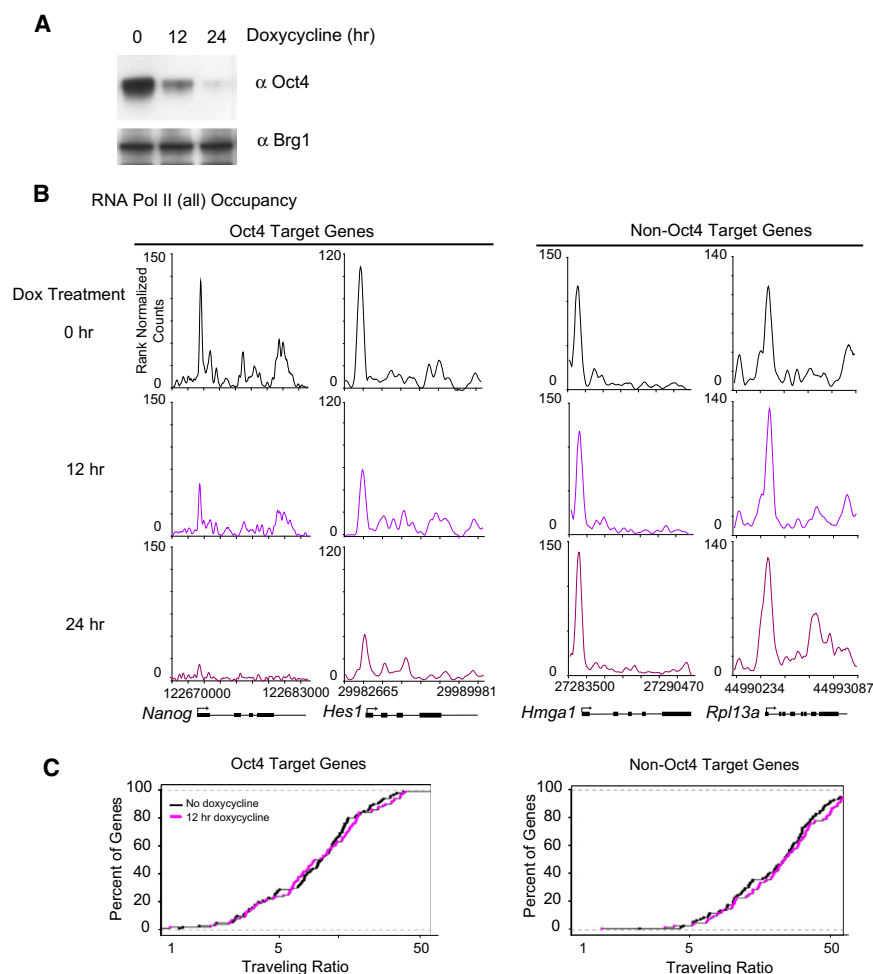 A
0 12 24 Doxycycline (hr)
α Oct4
α Brg1
B
RNA Pol II (all) Occupancy
Oct4 Target Genes
Non-Oct4 Target Genes
Dox Treatment
Rank Normalized
Counts
0 hr
150
0
120
0
150
0
140
0
12 hr
150
0
120
0
150
0
140
0
24 hr
150
0
120
0
150
0
140
0
122670000 122683000
29982665 29989981
27283500 27290470
44990234 44993087
Nanog
Hes1
Hmga1
Rpl13a
C
Oct4 Target Genes
Percent of Genes
100
80
60
40
20
0
No doxycycline
12 hr doxycycline
1 5 50
Traveling Ratio
Non-Oct4 Target Genes
Percent of Genes
100
80
60
40
20
0
1 5 50
Traveling Ratio